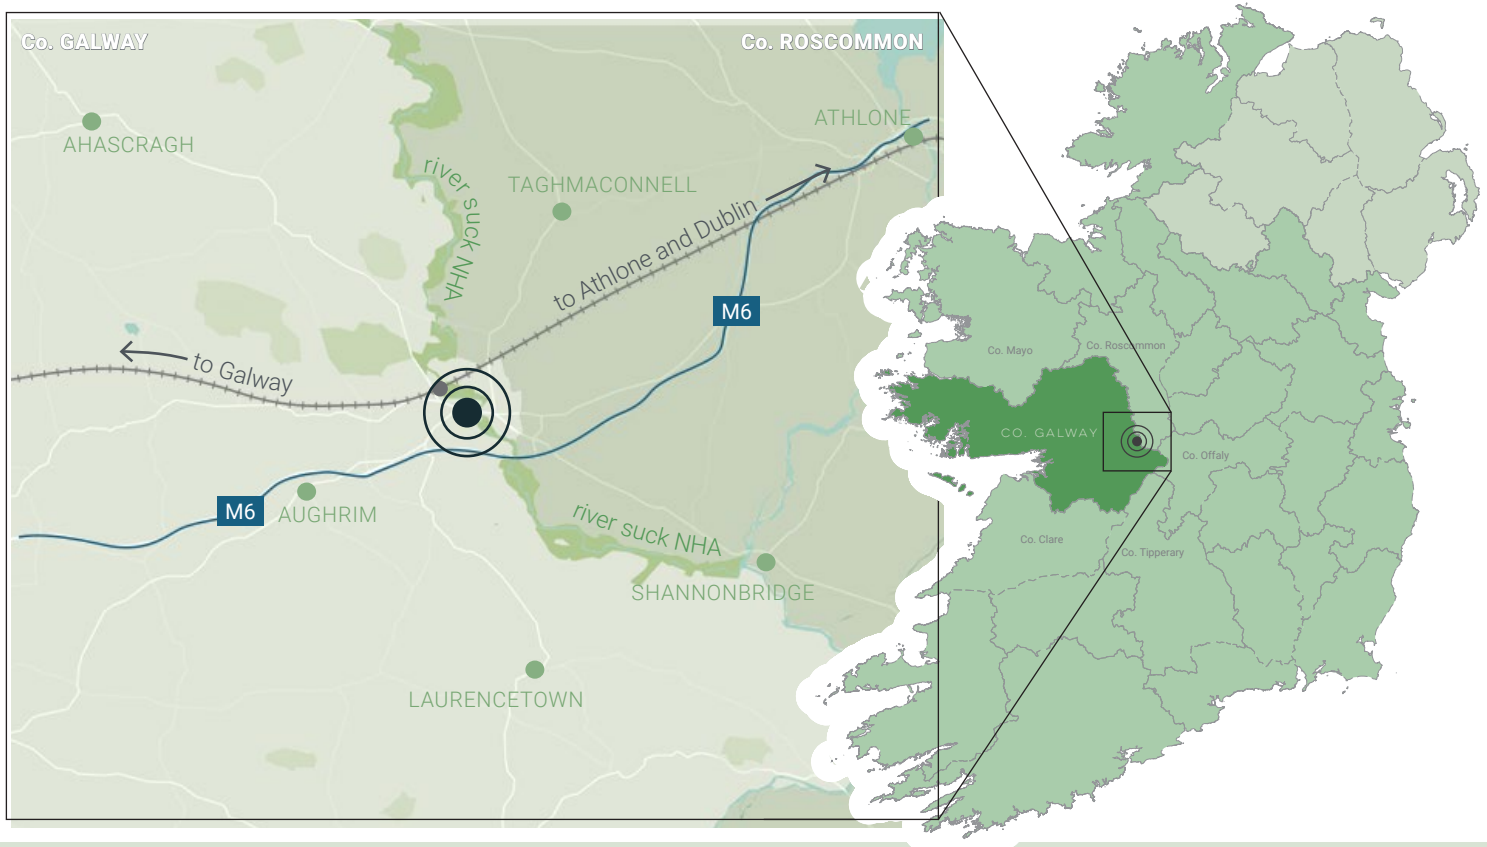 Co. GALWAY
Co. ROSCOMMON
ATHLONE
AHASCRAGH
river suck NHA
TAGHMACONNELL
to Athlone and Dublin
M6
to Galway
M6
AUGHRIM
river suck NHA
SHANNONBRIDGE
LAURENCETOWN
Co. Mayo
Co. Roscommon
CO. GALWAY
Co. Offaly
Co. Clare
Co. Tipperary